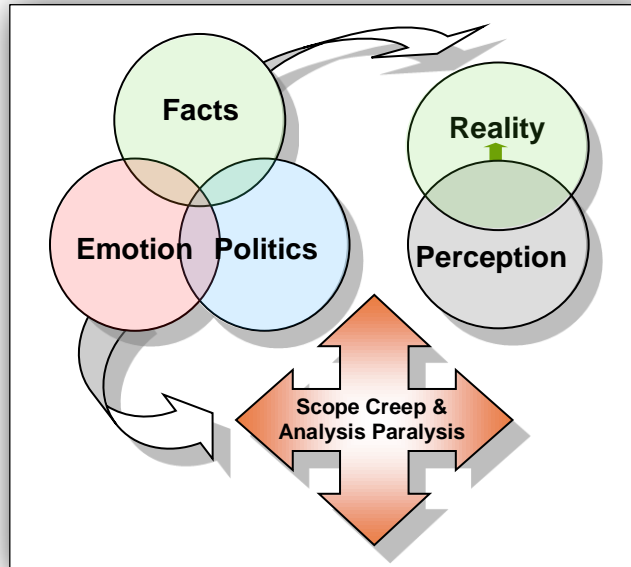 Facts
Reality
Emotion
Politics
Perception
Scope Creep &
Analysis Paralysis